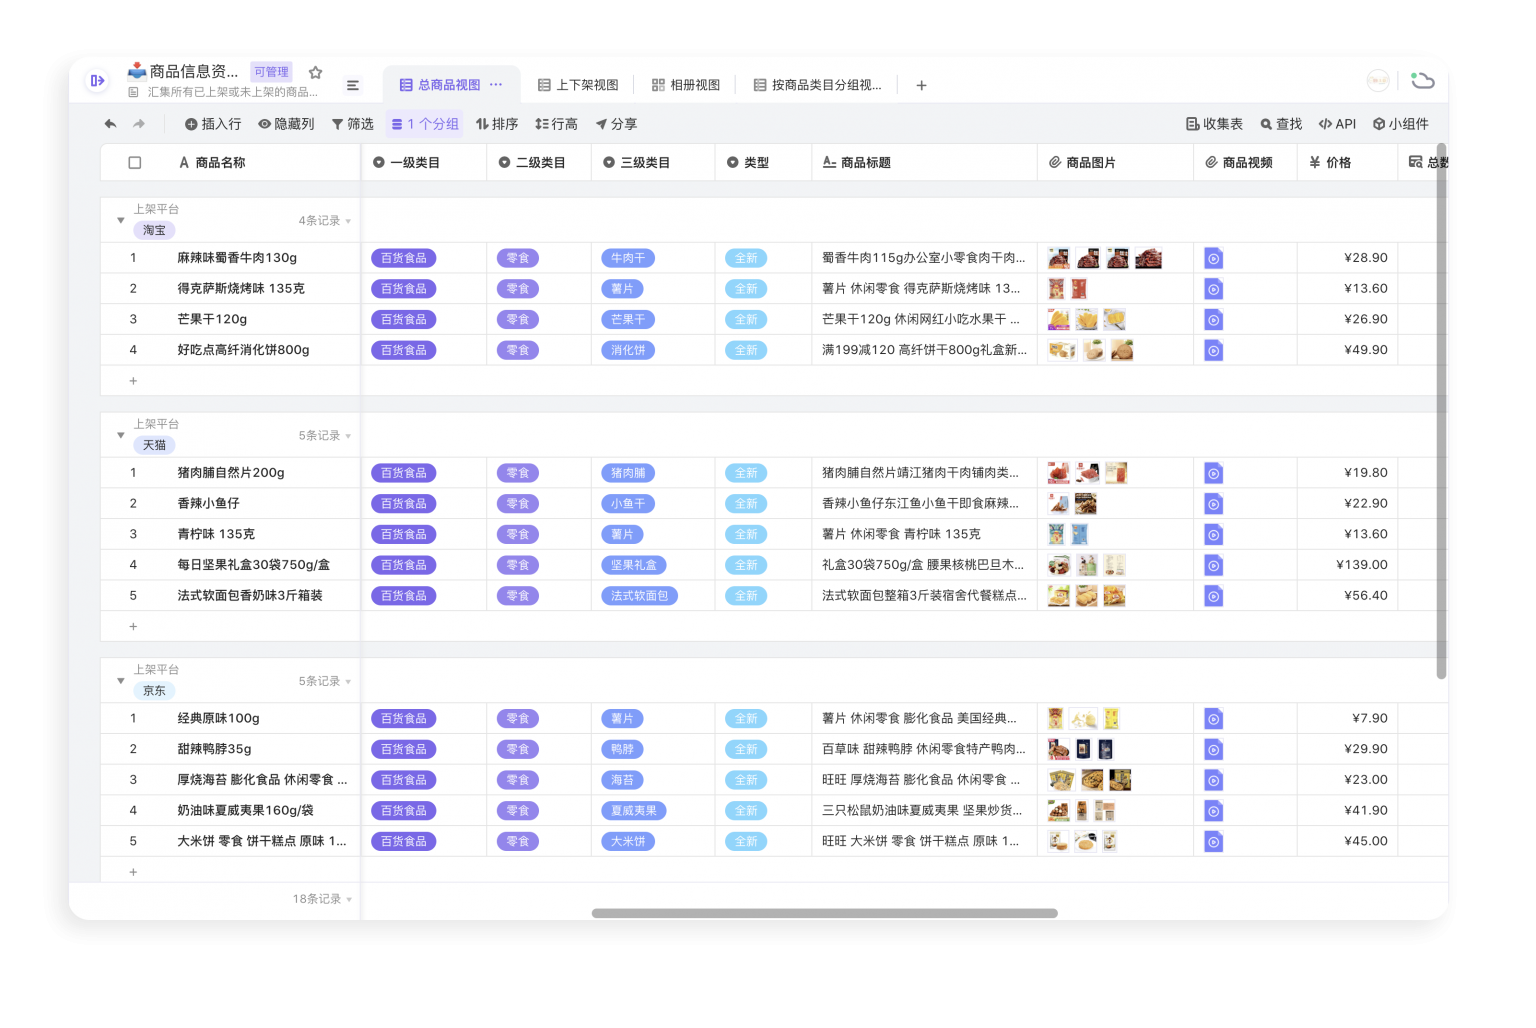 商品信息资... 可管理
汇集所有已上架或未上架的商品...
总商品视图 ··· 上下架视图 相册视图 按商品类目分组视... +
插入行 隐藏列 筛选 1 个分组 排序 行高 分享 收集表 查找 API 小组件
商品名称 一级类目 二级类目 三级类目 类型 商品标题 商品图片 商品视频 ¥ 价格 总数
上架平台
淘宝 4条记录
1 麻辣味蜀香牛肉130g 百货食品 零食 牛肉干 全新 蜀香牛肉115g办公室小零食肉干肉... ¥28.90
2 得克萨斯烧烤味 135克 百货食品 零食 薯片 全新 薯片 休闲零食 得克萨斯烧烤味 13... ¥13.60
3 芒果干120g 百货食品 零食 芒果干 全新 芒果干120g 休闲网红小吃水果干 ... ¥26.90
4 好吃点高纤消化饼800g 百货食品 零食 消化饼 全新 满199减120 高纤饼干800g礼盒新... ¥49.90
+
上架平台
天猫 5条记录
1 猪肉脯自然片200g 百货食品 零食 猪肉脯 全新 猪肉脯自然片靖江猪肉干肉铺肉类... ¥19.80
2 香辣小鱼仔 百货食品 零食 小鱼干 全新 香辣小鱼仔东江鱼小鱼干即食麻辣... ¥22.90
3 青柠味 135克 百货食品 零食 薯片 全新 薯片 休闲零食 青柠味 135克 ¥13.60
4 每日坚果礼盒30袋750g/盒 百货食品 零食 坚果礼盒 全新 礼盒30袋750g/盒 腰果核桃巴旦木... ¥139.00
5 法式软面包香奶味3斤箱装 百货食品 零食 法式软面包 全新 法式软面包整箱3斤装宿舍代餐糕点... ¥56.40
+
上架平台
京东 5条记录
1 经典原味100g 百货食品 零食 薯片 全新 薯片 休闲零食 膨化食品 美国经典... ¥7.90
2 甜辣鸭脖35g 百货食品 零食 鸭脖 全新 百草味 甜辣鸭脖 休闲零食特产鸭肉... ¥29.90
3 厚烧海苔 膨化食品 休闲零食 ... 百货食品 零食 海苔 全新 旺旺 厚烧海苔 膨化食品 休闲零食 ... ¥23.00
4 奶油味夏威夷果160g/袋 百货食品 零食 夏威夷果 全新 三只松鼠奶油味夏威夷果 坚果炒货... ¥41.90
5 大米饼 零食 饼干糕点 原味 1... 百货食品 零食 大米饼 全新 旺旺 大米饼 零食 饼干糕点 原味 1... ¥45.00
+
18条记录